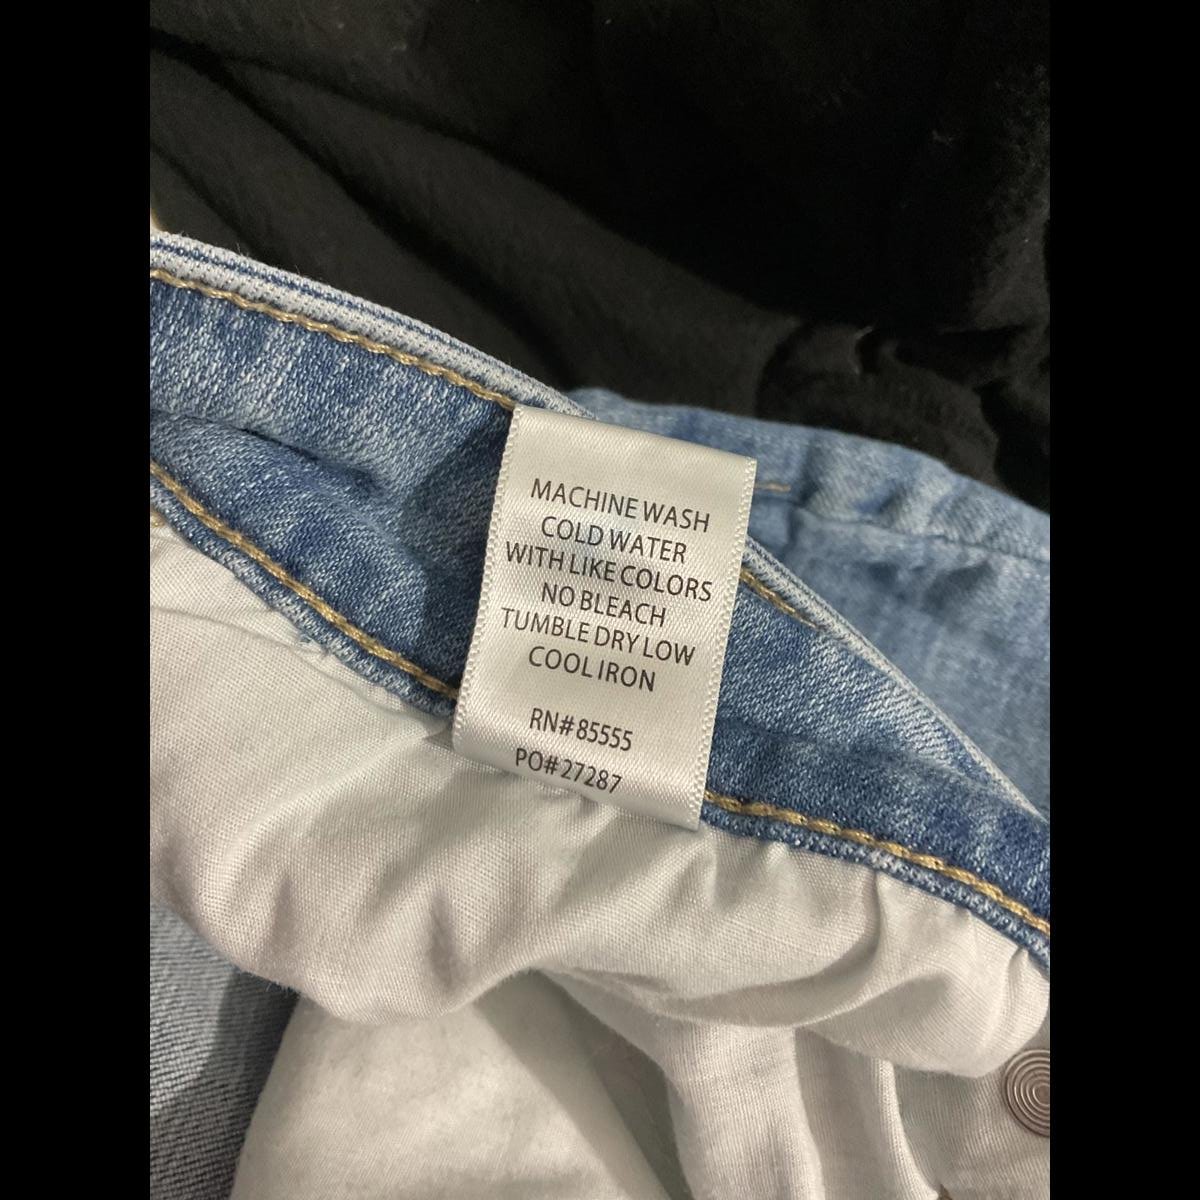 MACHINE WASH
COLD WATER
WITH LIKE COLORS
NO BLEACH
TUMBLE DRY LOW
COOL IRON
RN# 85555
PO# 27287